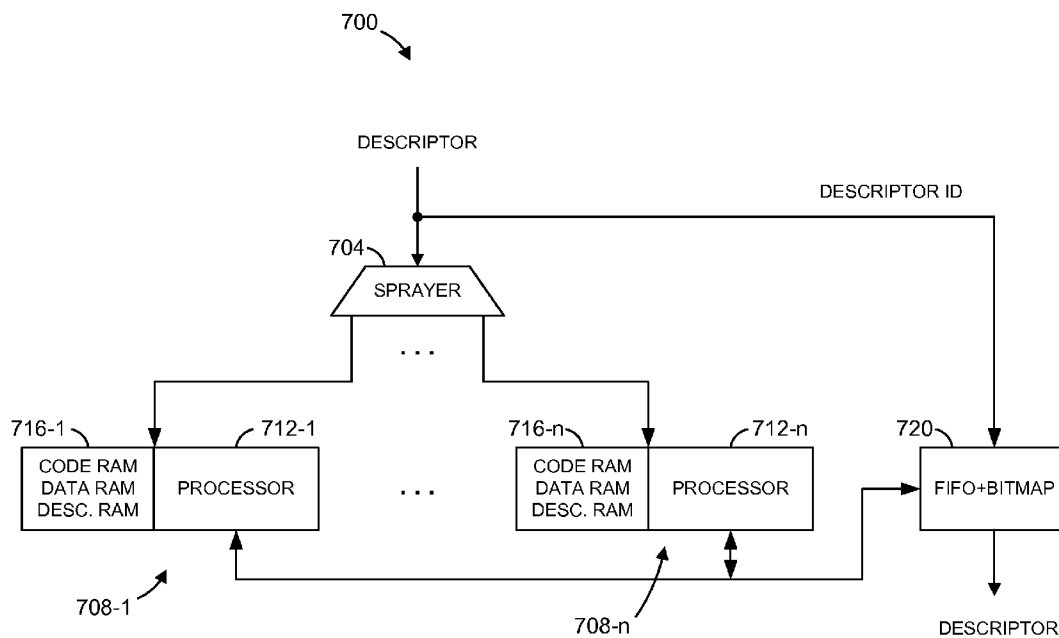 700
DESCRIPTOR
DESCRIPTOR ID
704
SPRAYER
. . .
716-1
712-1
716-n
712-n
720
CODE RAM
DATA RAM
DESC. RAM
PROCESSOR
. . .
CODE RAM
DATA RAM
DESC. RAM
PROCESSOR
FIFO+BITMAP
708-1
708-n
DESCRIPTOR